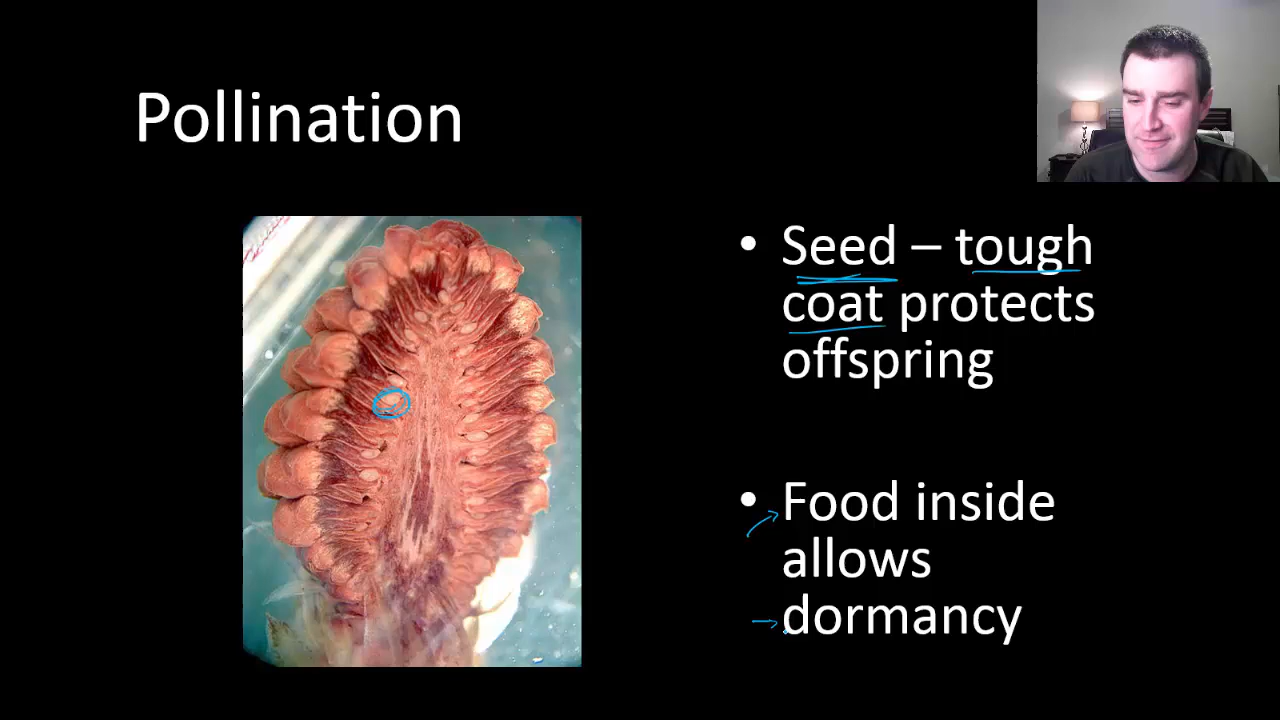 Pollination
• Seed – tough
coat protects
offspring
• Food inside
allows
dormancy